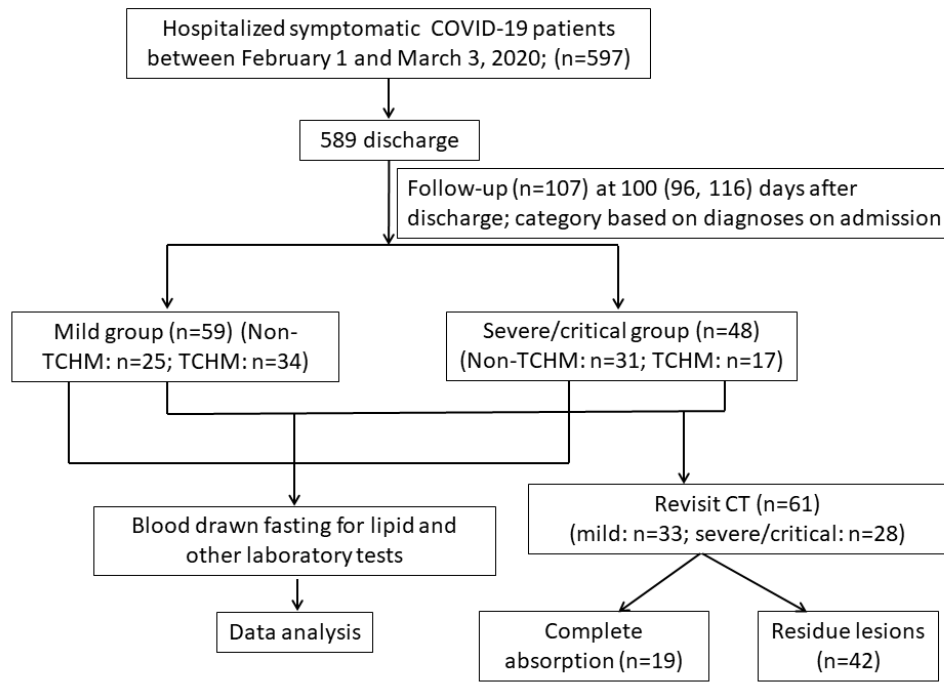 Hospitalized symptomatic COVID-19 patients
between February 1 and March 3, 2020; (n=597)
589 discharge
Follow-up (n=107) at 100 (96, 116) days after
discharge; category based on diagnoses on admission
Mild group (n=59) (Non-
TCHM: n=25; TCHM: n=34)
Severe/critical group (n=48)
(Non-TCHM: n=31; TCHM: n=17)
Blood drawn fasting for lipid and
other laboratory tests
Revisit CT (n=61)
(mild: n=33; severe/critical: n=28)
Data analysis
Complete
absorption (n=19)
Residue lesions
(n=42)